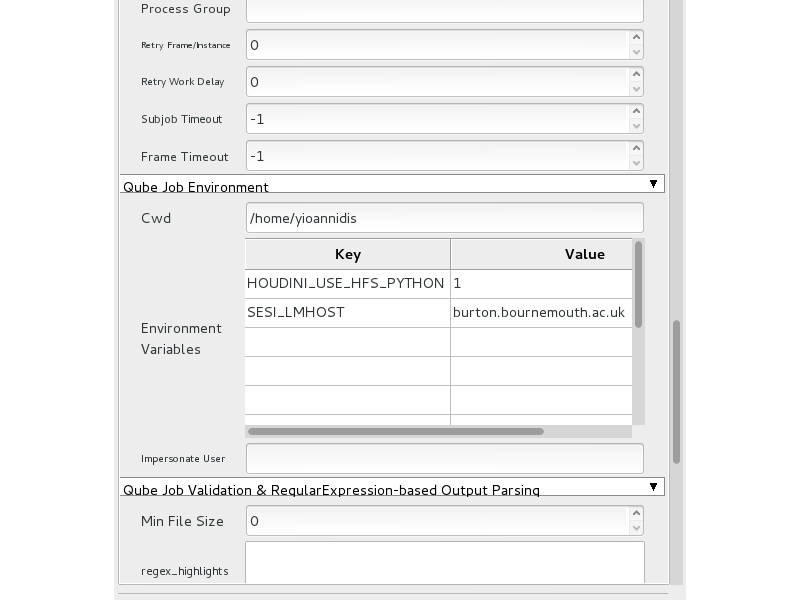 Process Group
Retry Frame/Instance 0
Retry Work Delay 0
Subjob Timeout -1
Frame Timeout -1
Qube Job Environment
Cwd /home/yioannidis
Key Value
HOUDINI_USE_HFS_PYTHON 1
SESI_LMHOST burton.bournemouth.ac.uk
Environment
Variables
Impersonate User
Qube Job Validation & RegularExpression-based Output Parsing
Min File Size 0
regex_highlights